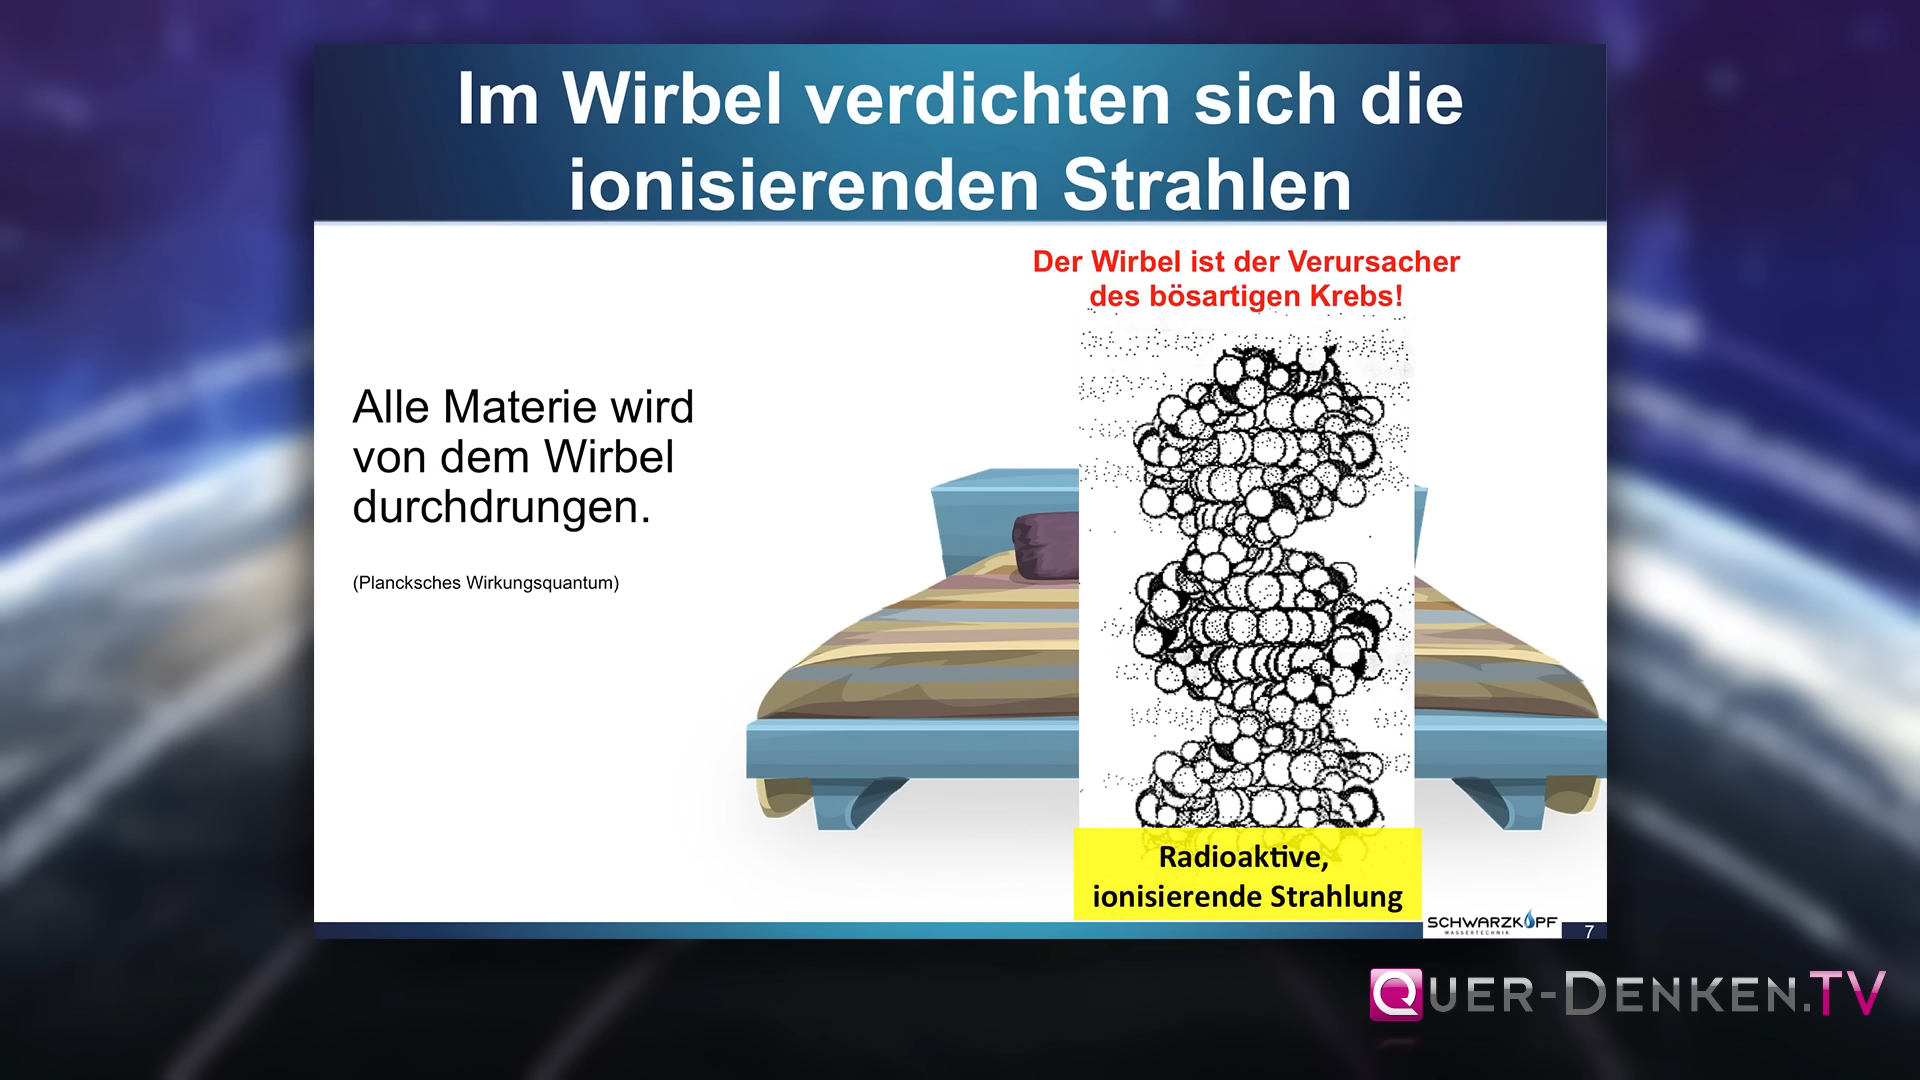 Im Wirbel verdichten sich die
ionisierenden Strahlen
Der Wirbel ist der Verursacher
des bösartigen Krebs!
Alle Materie wird
von dem Wirbel
durchdrungen.
(Plancksches Wirkungsquantum)
Radioaktive,
ionisierende Strahlung
SCHWARZKOPF
WASSERTECHNIK
7
QUER-DENKEN.TV